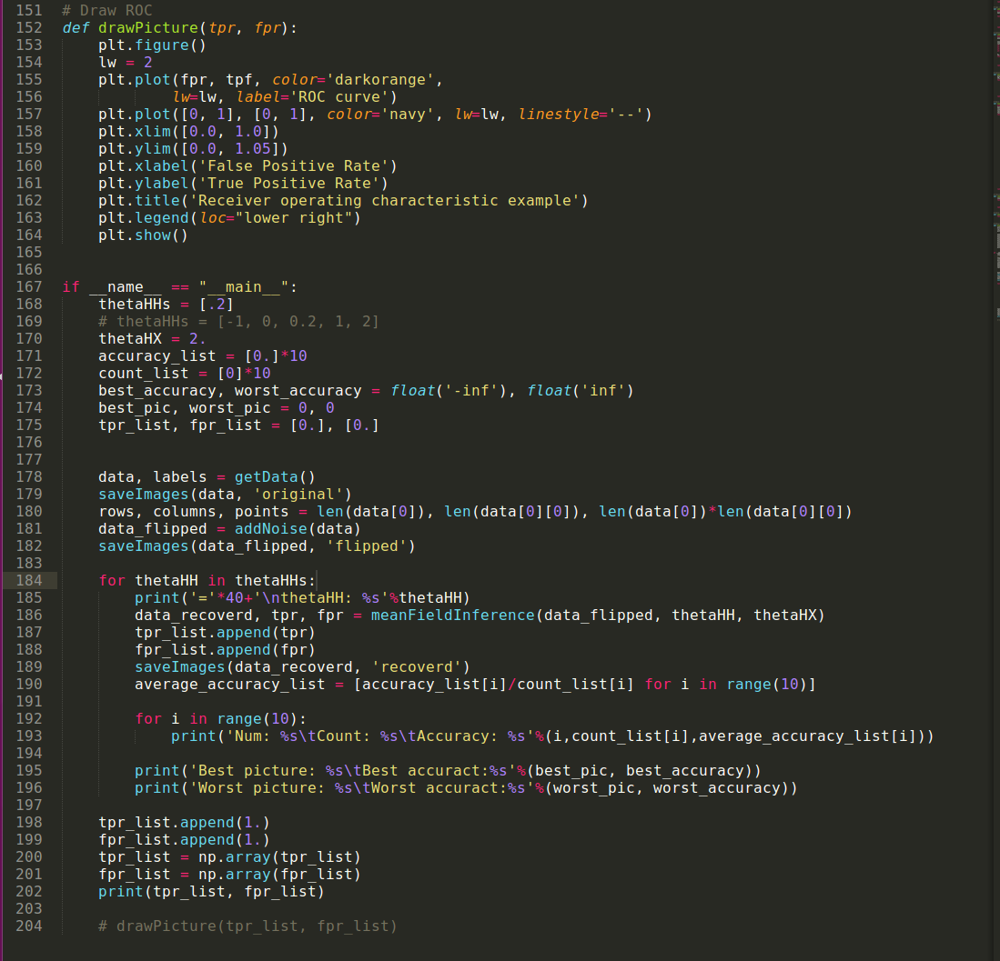 151 # Draw ROC
152 def drawPicture(tpr, fpr):
153     plt.figure()
154     lw = 2
155     plt.plot(fpr, tpf, color='darkorange',
156             lw=lw, label='ROC curve')
157     plt.plot([0, 1], [0, 1], color='navy', lw=lw, linestyle='--')
158     plt.xlim([0.0, 1.0])
159     plt.ylim([0.0, 1.05])
160     plt.xlabel('False Positive Rate')
161     plt.ylabel('True Positive Rate')
162     plt.title('Receiver operating characteristic example')
163     plt.legend(loc="lower right")
164     plt.show()
165
166
167 if __name__ == "__main__":
168     thetaHHs = [.2]
169     # thetaHHs = [-1, 0, 0.2, 1, 2]
170     thetaHX = 2.
171     accuracy_list = [0.]*10
172     count_list = [0]*10
173     best_accuracy, worst_accuracy = float('-inf'), float('inf')
174     best_pic, worst_pic = 0, 0
175     tpr_list, fpr_list = [0.], [0.]
176
177
178     data, labels = getData()
179     saveImages(data, 'original')
180     rows, columns, points = len(data[0]), len(data[0][0]), len(data[0])*len(data[0][0])
181     data_flipped = addNoise(data)
182     saveImages(data_flipped, 'flipped')
183
184     for thetaHH in thetaHHs:
185         print('='*40+'\nthetaHH: %s'%thetaHH)
186         data_recoverd, tpr, fpr = meanFieldInference(data_flipped, thetaHH, thetaHX)
187         tpr_list.append(tpr)
188         fpr_list.append(fpr)
189         saveImages(data_recoverd, 'recoverd')
190         average_accuracy_list = [accuracy_list[i]/count_list[i] for i in range(10)]
191
192         for i in range(10):
193             print('Num: %s\tCount: %s\tAccuracy: %s'%(i,count_list[i],average_accuracy_list[i]))
194
195         print('Best picture: %s\tBest accuract:%s'%(best_pic, best_accuracy))
196         print('Worst picture: %s\tWorst accuract:%s'%(worst_pic, worst_accuracy))
197
198     tpr_list.append(1.)
199     fpr_list.append(1.)
200     tpr_list = np.array(tpr_list)
201     fpr_list = np.array(fpr_list)
202     print(tpr_list, fpr_list)
203
204     # drawPicture(tpr_list, fpr_list)